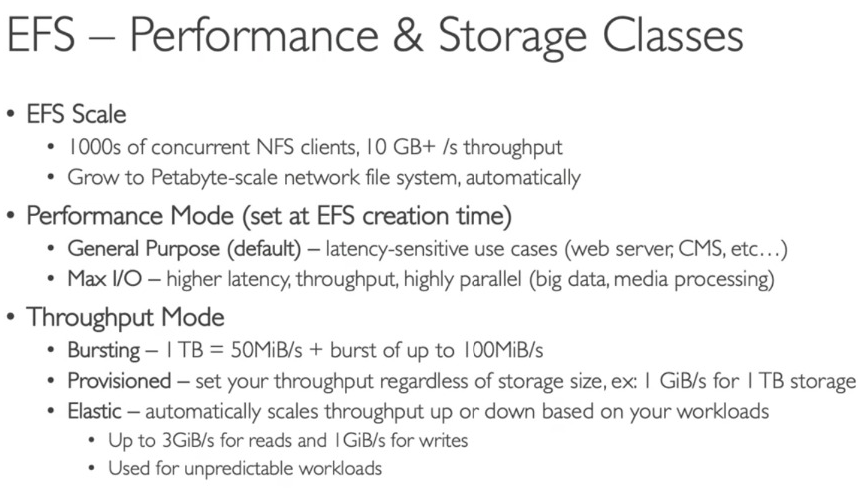 EFS – Performance & Storage Classes
• EFS Scale
• 1000s of concurrent NFS clients, 10 GB+ /s throughput
• Grow to Petabyte-scale network file system, automatically
• Performance Mode (set at EFS creation time)
• General Purpose (default) – latency-sensitive use cases (web server, CMS, etc…)
• Max I/O – higher latency, throughput, highly parallel (big data, media processing)
• Throughput Mode
• Bursting – 1 TB = 50MiB/s + burst of up to 100MiB/s
• Provisioned – set your throughput regardless of storage size, ex: 1 GiB/s for 1 TB storage
• Elastic – automatically scales throughput up or down based on your workloads
• Up to 3GiB/s for reads and 1GiB/s for writes
• Used for unpredictable workloads